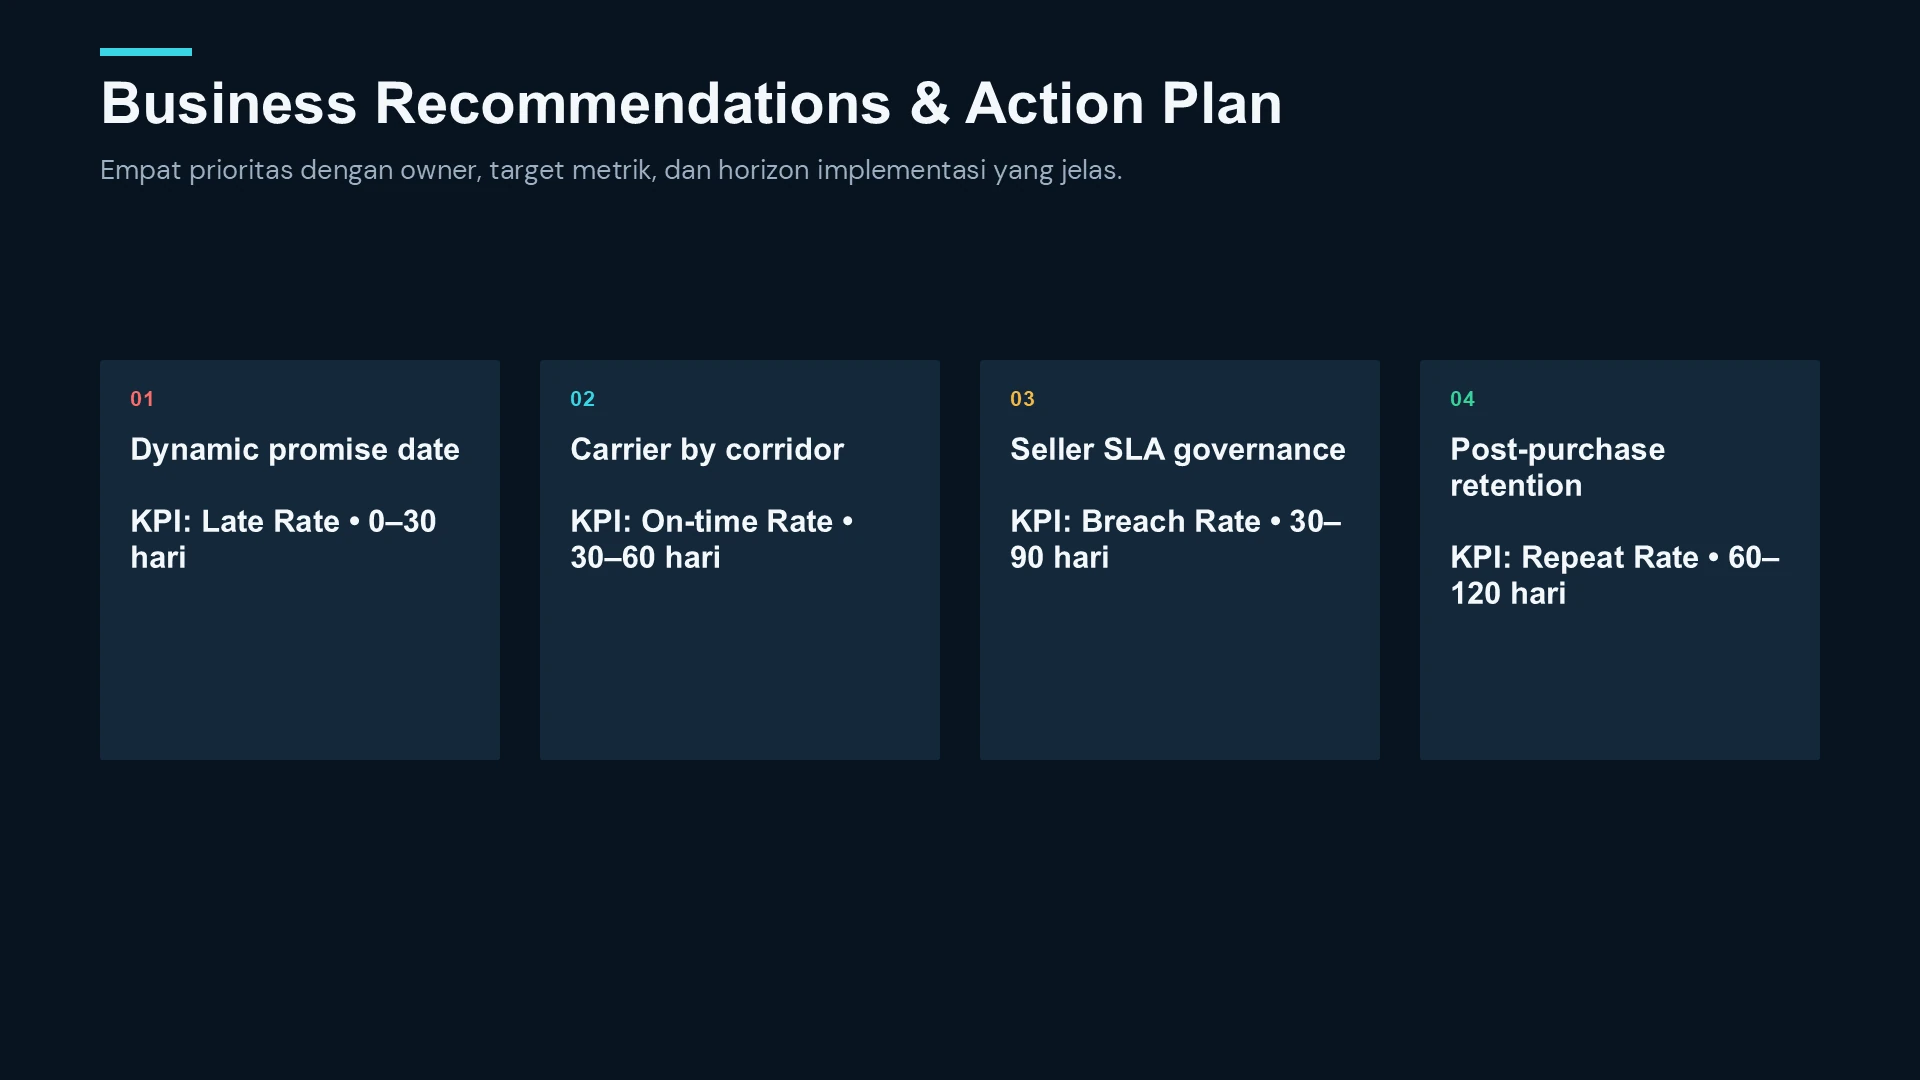 Business Recommendations & Action Plan
Empat prioritas dengan owner, target metrik, dan horizon implementasi yang jelas.
01
Dynamic promise date
KPI: Late Rate • 0–30
hari
02
Carrier by corridor
KPI: On-time Rate •
30–60 hari
03
Seller SLA governance
KPI: Breach Rate • 30–
90 hari
04
Post-purchase
retention
KPI: Repeat Rate • 60–
120 hari